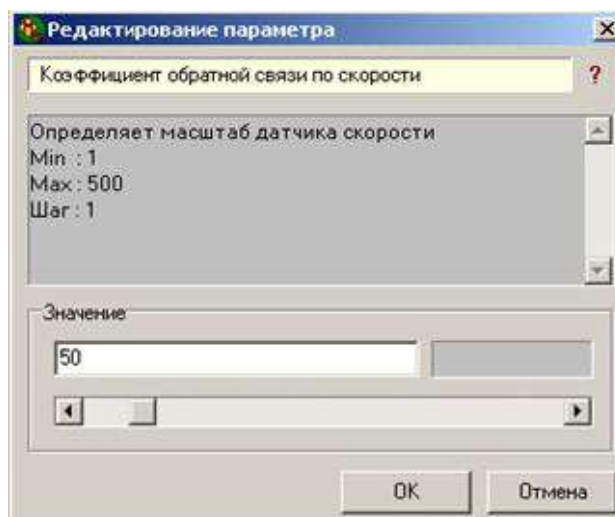 Редактирование параметра
Коэффициент обратной связи по скорости ?
Определяет масштаб датчика скорости
Min : 1
Max : 500
Шаг : 1
Значение
50
OK Отмена